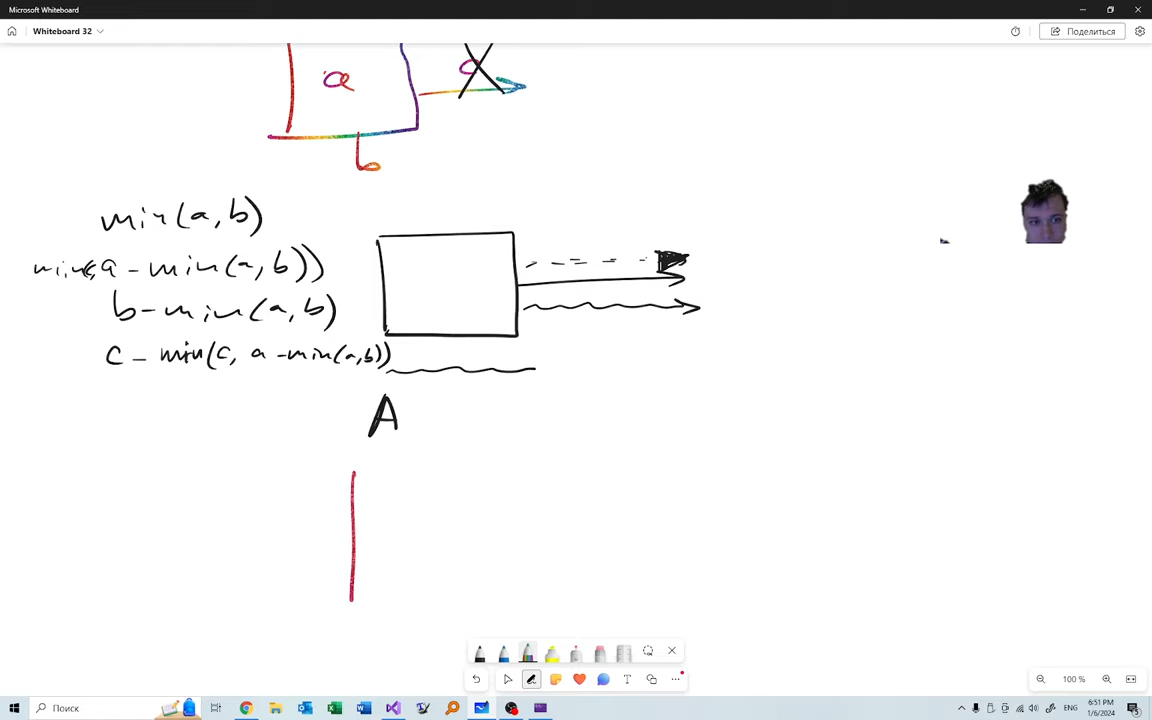 Microsoft Whiteboard
Whiteboard 32
Поделиться
a
c
b
min(a,b)
min(c, a - min(a,b))
b - min(a,b)
c - min(c, a - min(a,b))
A
100 %
Поиск
ENG
6:51 PM
1/6/2024
5